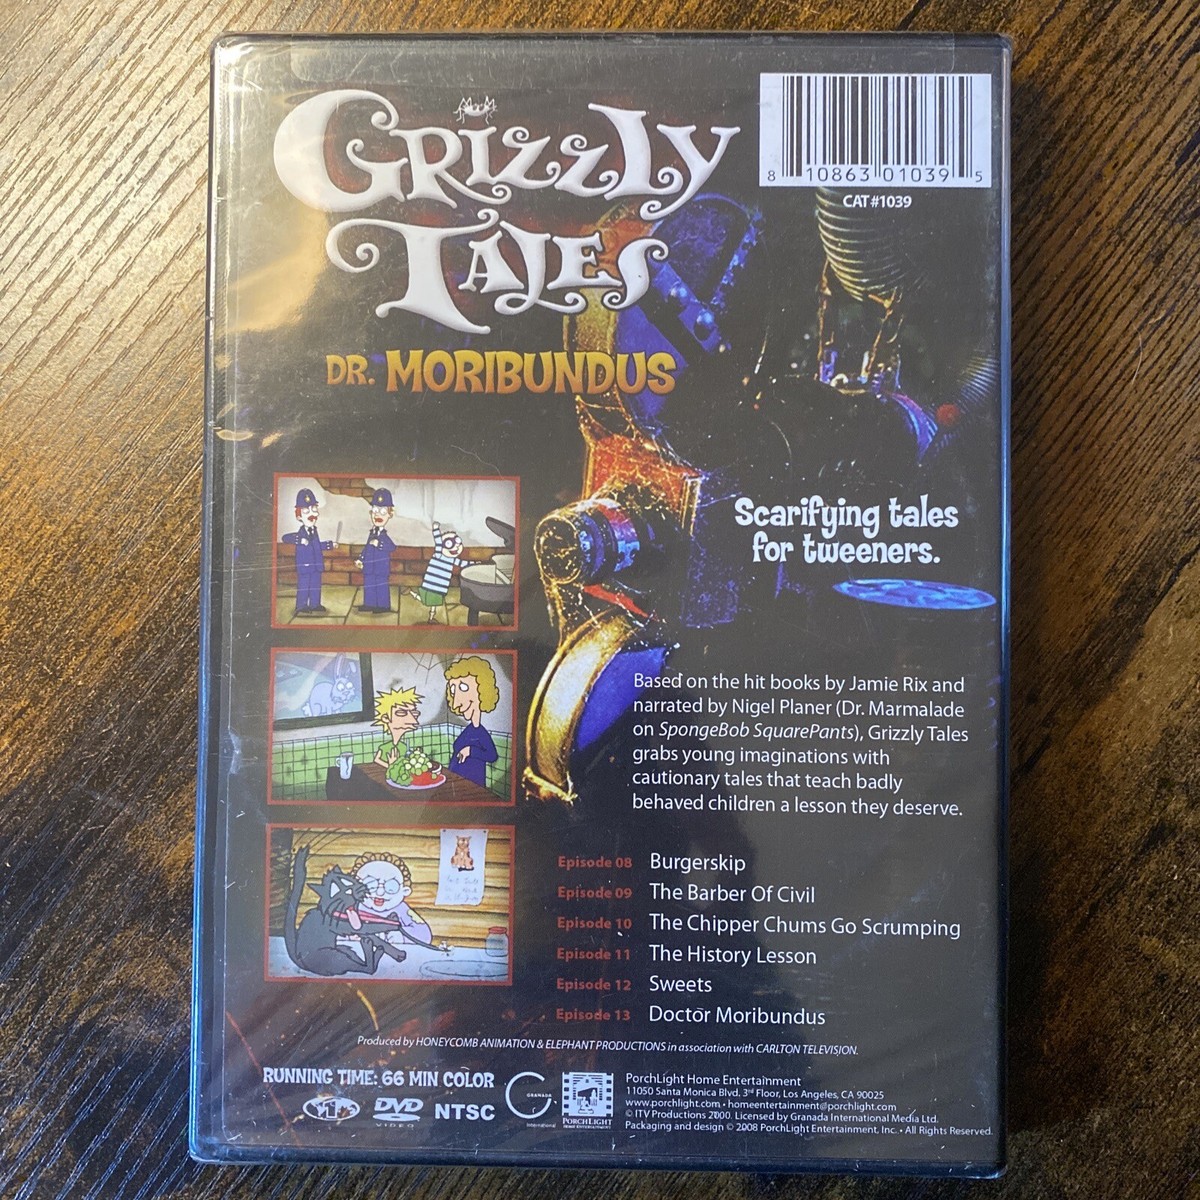 GRIZZLY
TALES
DR. MORIBUNDUS
8 10863 01039 5
CAT#1039
Scarifying tales
for tweeners.
Based on the hit books by Jamie Rix and
narrated by Nigel Planer (Dr. Marmalade
on SpongeBob SquarePants), Grizzly Tales
grabs young imaginations with
cautionary tales that teach badly
behaved children a lesson they deserve.
Episode 08 Burgerskip
Episode 09 The Barber Of Civil
Episode 10 The Chipper Chums Go Scrumping
Episode 11 The History Lesson
Episode 12 Sweets
Episode 13 Doctor Moribundus
Produced by HONEYCOMB ANIMATION & ELEPHANT PRODUCTIONS in association with CARLTON TELEVISION.
RUNNING TIME: 66 MIN COLOR
DVD
VIDEO
NTSC
GRANADA
International
PORCHLIGHT
HOME ENTERTAINMENT
PorchLight Home Entertainment
11050 Santa Monica Blvd. 3rd Floor, Los Angeles, CA 90025
www.porchlight.com • homeentertainment@porchlight.com
© ITV Productions 2000. Licensed by Granada International Media Ltd.
Packaging and design © 2008 PorchLight Entertainment, Inc. • All Rights Reserved.